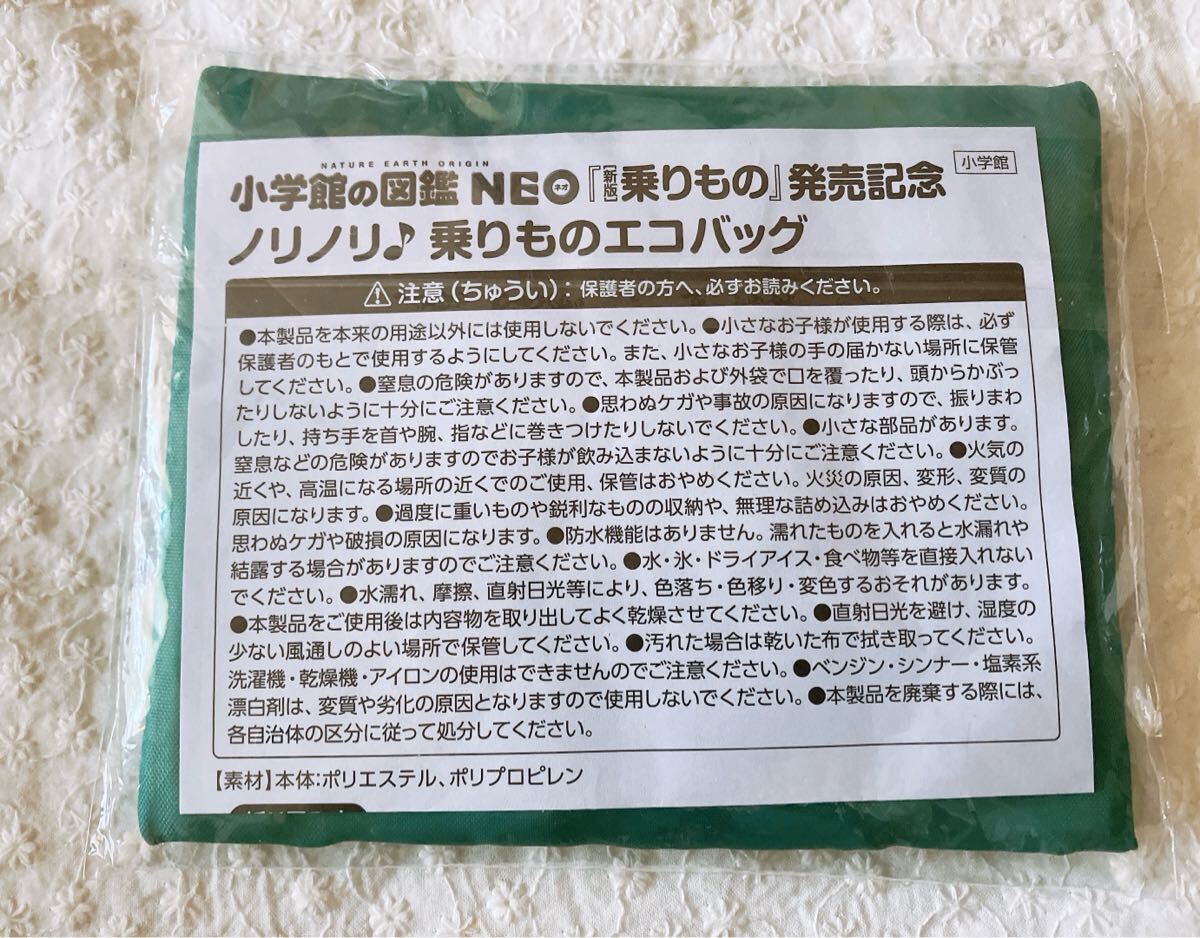 NATURE EARTH ORIGIN
小学館の図鑑 NEO ネオ 『[新版]乗りもの』発売記念 小学館
ノリノリ♪ 乗りものエコバッグ
⚠ 注意(ちゅうい):保護者の方へ、必ずお読みください。
●本製品を本来の用途以外には使用しないでください。●小さなお子様が使用する際は、必ず
保護者のもとで使用するようにしてください。また、小さなお子様の手の届かない場所に保管
してください。●窒息の危険がありますので、本製品および外袋で口を覆ったり、頭からかぶっ
たりしないように十分にご注意ください。●思わぬケガや事故の原因になりますので、振りまわ
したり、持ち手を首や腕、指などに巻きつけたりしないでください。●小さな部品があります。
窒息などの危険がありますのでお子様が飲み込まないように十分にご注意ください。●火気の
近くや、高温になる場所の近くでのご使用、保管はおやめください。火災の原因、変形、変質の
原因になります。●過度に重いものや鋭利なものの収納や、無理な詰め込みはおやめください。
思わぬケガや破損の原因になります。●防水機能はありません。濡れたものを入れると水漏れや
結露する場合がありますのでご注意ください。●水・氷・ドライアイス・食べ物等を直接入れない
でください。●水濡れ、摩擦、直射日光等により、色落ち・色移り・変色するおそれがあります。
●本製品をご使用後は内容物を取り出してよく乾燥させてください。●直射日光を避け、湿度の
少ない風通しのよい場所で保管してください。●汚れた場合は乾いた布で拭き取ってください。
洗濯機・乾燥機・アイロンの使用はできませんのでご注意ください。●ベンジン・シンナー・塩素系
漂白剤は、変質や劣化の原因となりますので使用しないでください。●本製品を廃棄する際には、
各自治体の区分に従って処分してください。
【素材】本体:ポリエステル、ポリプロピレン